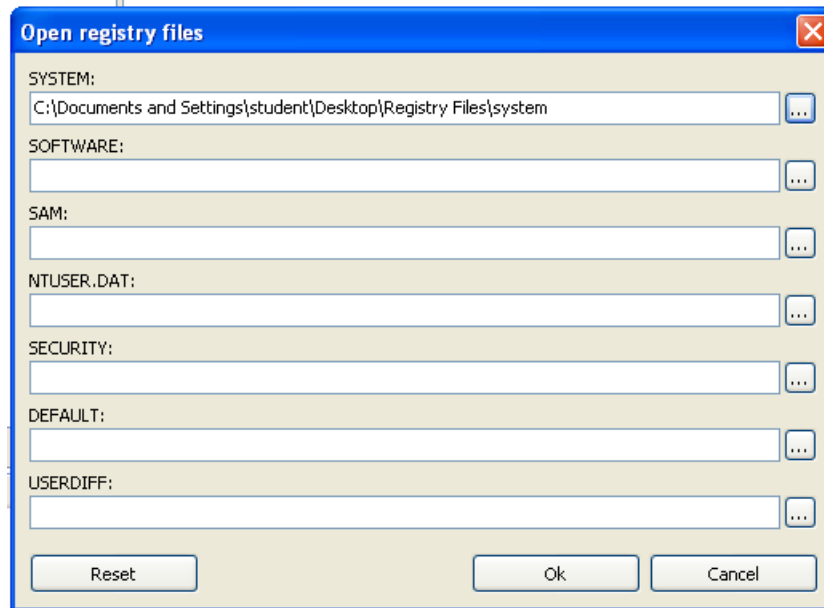 Open registry files
SYSTEM:
C:\Documents and Settings\student\Desktop\Registry Files\system
...
SOFTWARE:
...
SAM:
...
NTUSER.DAT:
...
SECURITY:
...
DEFAULT:
...
USERDIFF:
...
Reset Ok Cancel